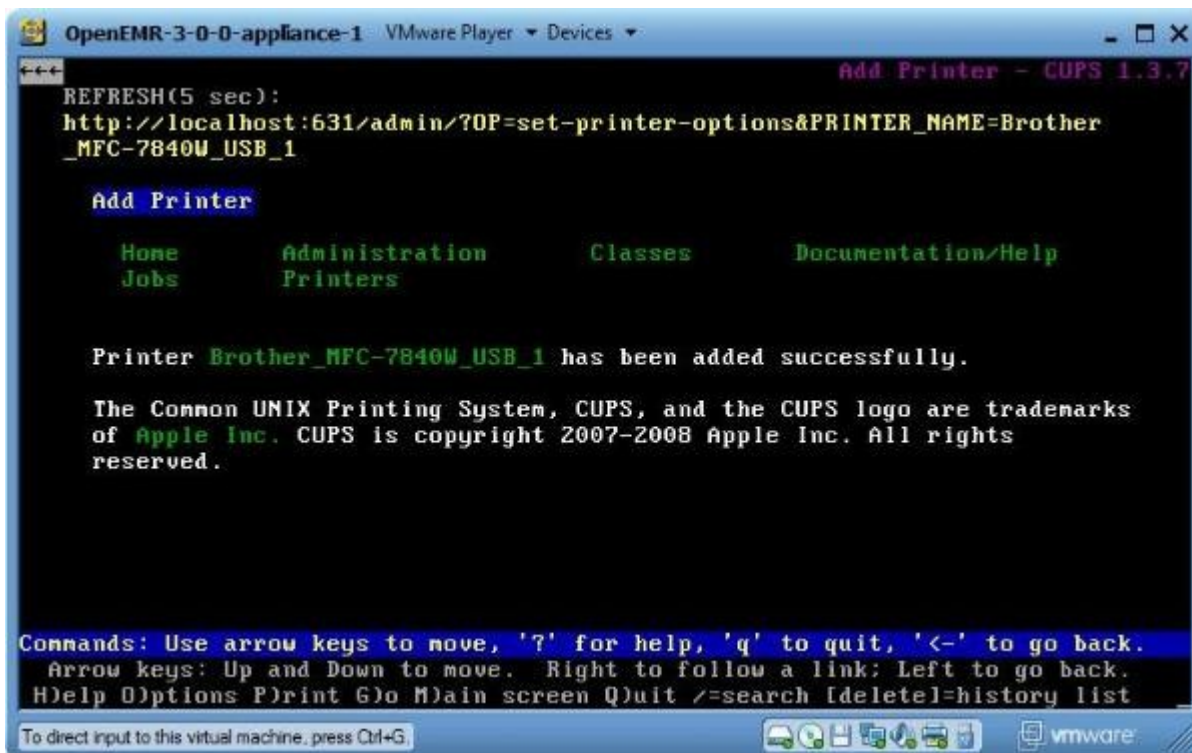 OpenEMR-3-0-0-appliance-1 VMware Player Devices
←←← Add Printer - CUPS 1.3.7
REFRESH(5 sec):
http://localhost:631/admin/?OP=set-printer-options&PRINTER_NAME=Brother
_MFC-7840W_USB_1
Add Printer
Home Administration Classes Documentation/Help
Jobs Printers
Printer Brother_MFC-7840W_USB_1 has been added successfully.
The Common UNIX Printing System, CUPS, and the CUPS logo are trademarks
of Apple Inc. CUPS is copyright 2007-2008 Apple Inc. All rights
reserved.
Commands: Use arrow keys to move, '?' for help, 'q' to quit, '<-' to go back.
Arrow keys: Up and Down to move. Right to follow a link; Left to go back.
H)elp O)ptions P)rint G)o M)ain screen Q)uit /=search [delete]=history list
To direct input to this virtual machine, press Ctrl+G.
vmware